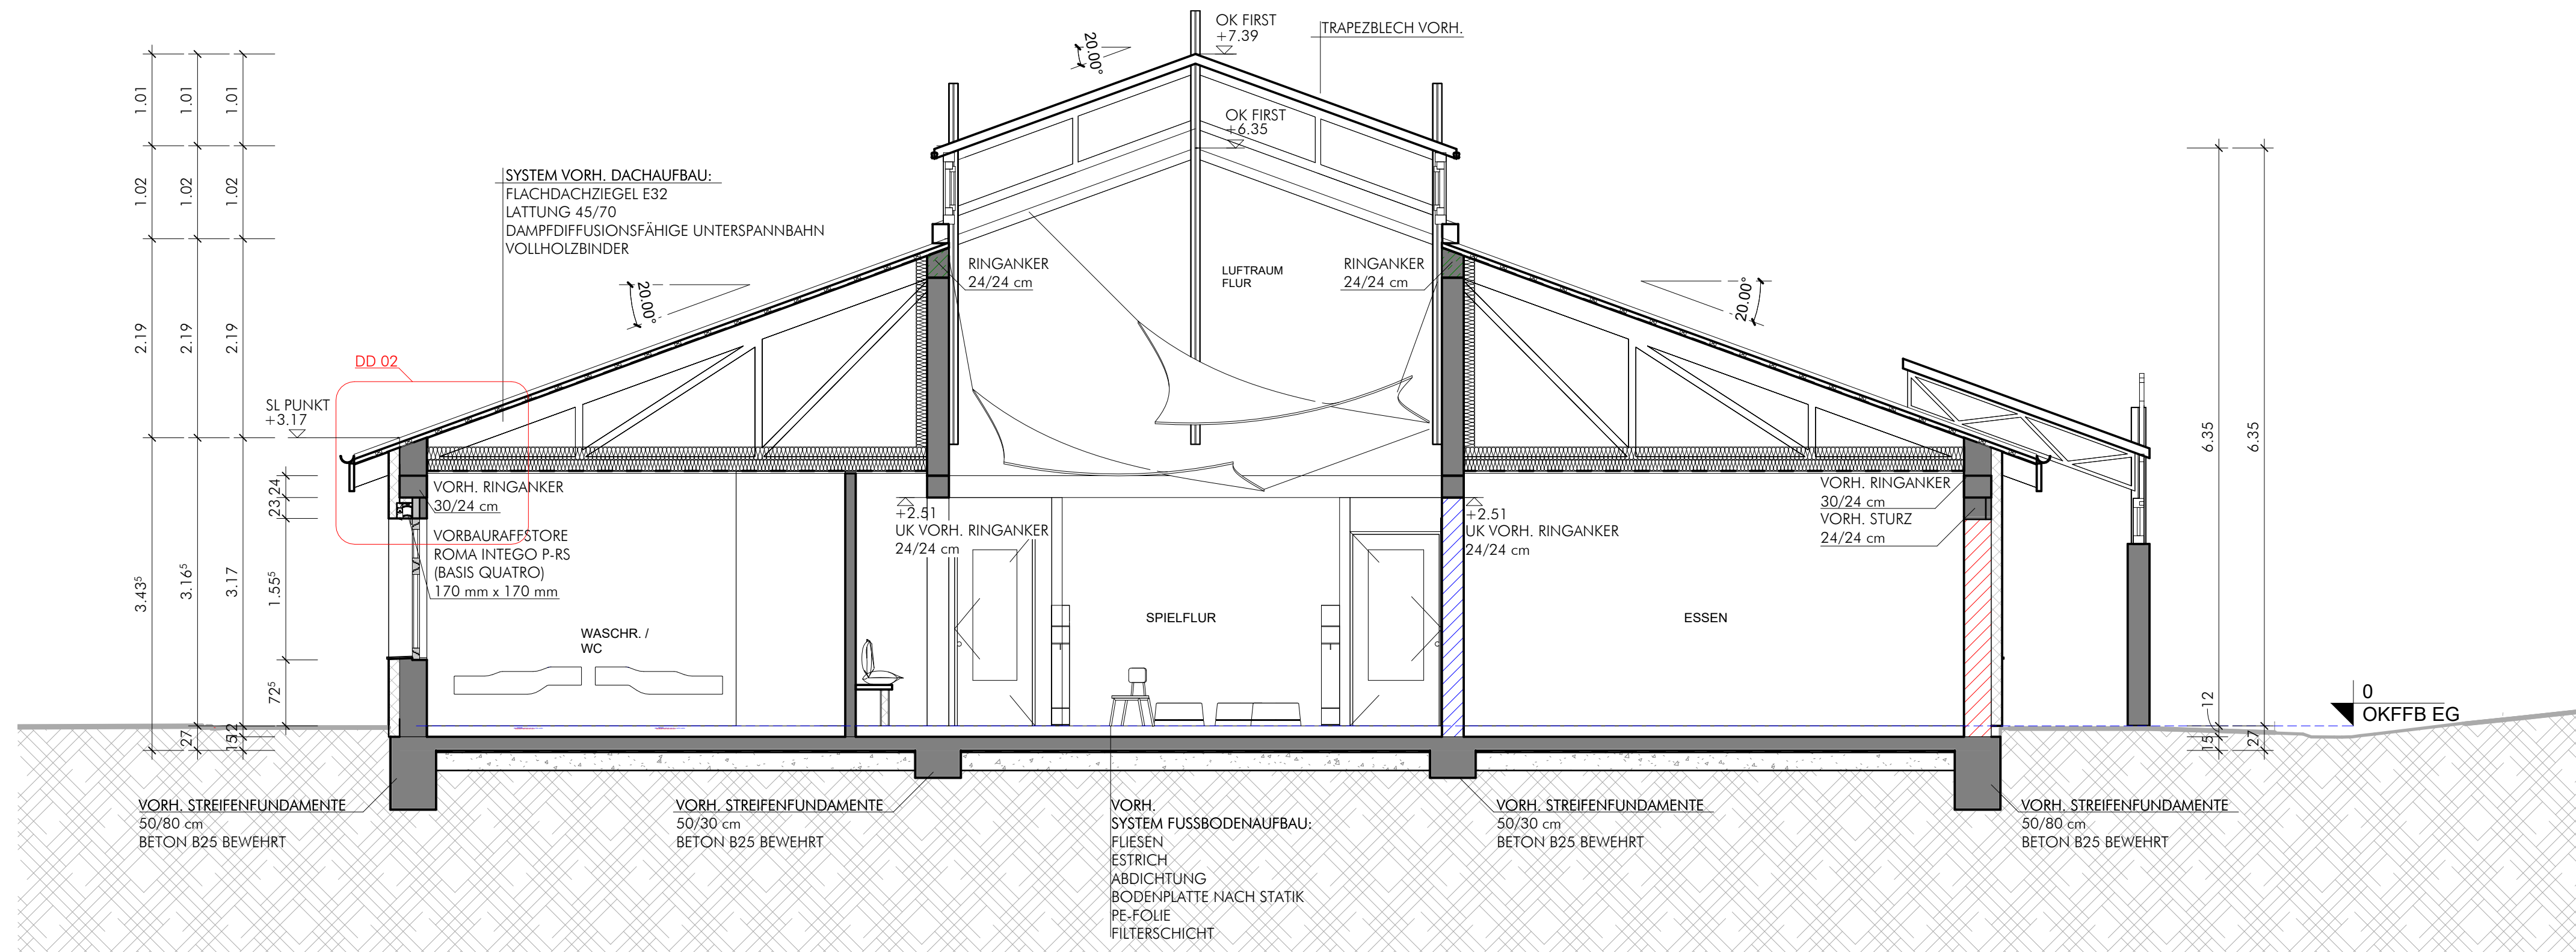 OK FIRST
+7.39
TRAPEZBLECH VORH.
20.00°
OK FIRST
+6.35
1.01
1.01
1.01
1.02
1.02
1.02
2.19
2.19
2.19
3.43⁵
3.16⁵
3.17
27
12
15
24
23
1.55⁵
72⁵
SYSTEM VORH. DACHAUFBAU:
FLACHDACHZIEGEL E32
LATTUNG 45/70
DAMPFDIFFUSIONSFÄHIGE UNTERSPANNBAHN
VOLLHOLZBINDER
20.00°
RINGANKER
24/24 cm
LUFTRAUM
FLUR
RINGANKER
24/24 cm
20.00°
DD 02
SL PUNKT
+3.17
VORH. RINGANKER
30/24 cm
VORBAURAFFSTORE
ROMA INTEGO P-RS
(BASIS QUATRO)
170 mm x 170 mm
+2.51
UK VORH. RINGANKER
24/24 cm
+2.51
UK VORH. RINGANKER
24/24 cm
VORH. RINGANKER
30/24 cm
VORH. STURZ
24/24 cm
WASCHR. /
WC
SPIELFLUR
ESSEN
6.35
6.35
12
15
27
0
OKFFB EG
VORH. STREIFENFUNDAMENTE
50/80 cm
BETON B25 BEWEHRT
VORH. STREIFENFUNDAMENTE
50/30 cm
BETON B25 BEWEHRT
VORH.
SYSTEM FUSSBODENAUFBAU:
FLIESEN
ESTRICH
ABDICHTUNG
BODENPLATTE NACH STATIK
PE-FOLIE
FILTERSCHICHT
VORH. STREIFENFUNDAMENTE
50/30 cm
BETON B25 BEWEHRT
VORH. STREIFENFUNDAMENTE
50/80 cm
BETON B25 BEWEHRT